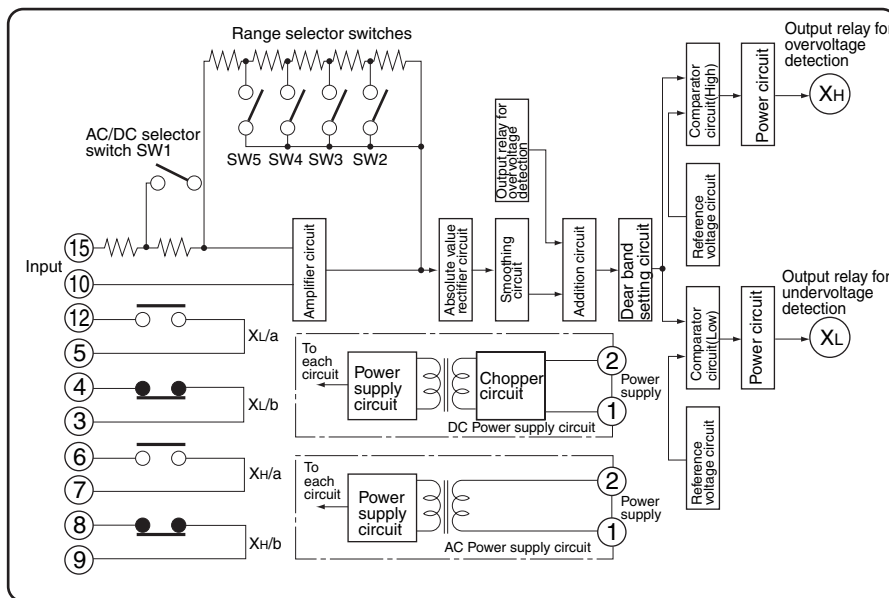 Range selector switches
SW5 SW4 SW3 SW2
AC/DC selector
switch SW1
Input
15
10
12
5
XL/a
4
3
XL/b
6
7
XH/a
8
9
XH/b
Amplifier circuit
Absolute value
rectifier circuit
Smoothing
circuit
Output relay for
overvoltage
detection
Addition circuit
Dear band
setting circuit
Comparator
circuit(High)
Power circuit
Output relay for
overvoltage
detection
XH
Reference
voltage circuit
Comparator
circuit(Low)
Power circuit
Output relay for
undervoltage
detection
XL
Reference
voltage circuit
To
each
circuit
Power
supply
circuit
Chopper
circuit
2
Power
supply
1
DC Power supply circuit
To
each
circuit
Power
supply
circuit
2
Power
supply
1
AC Power supply circuit